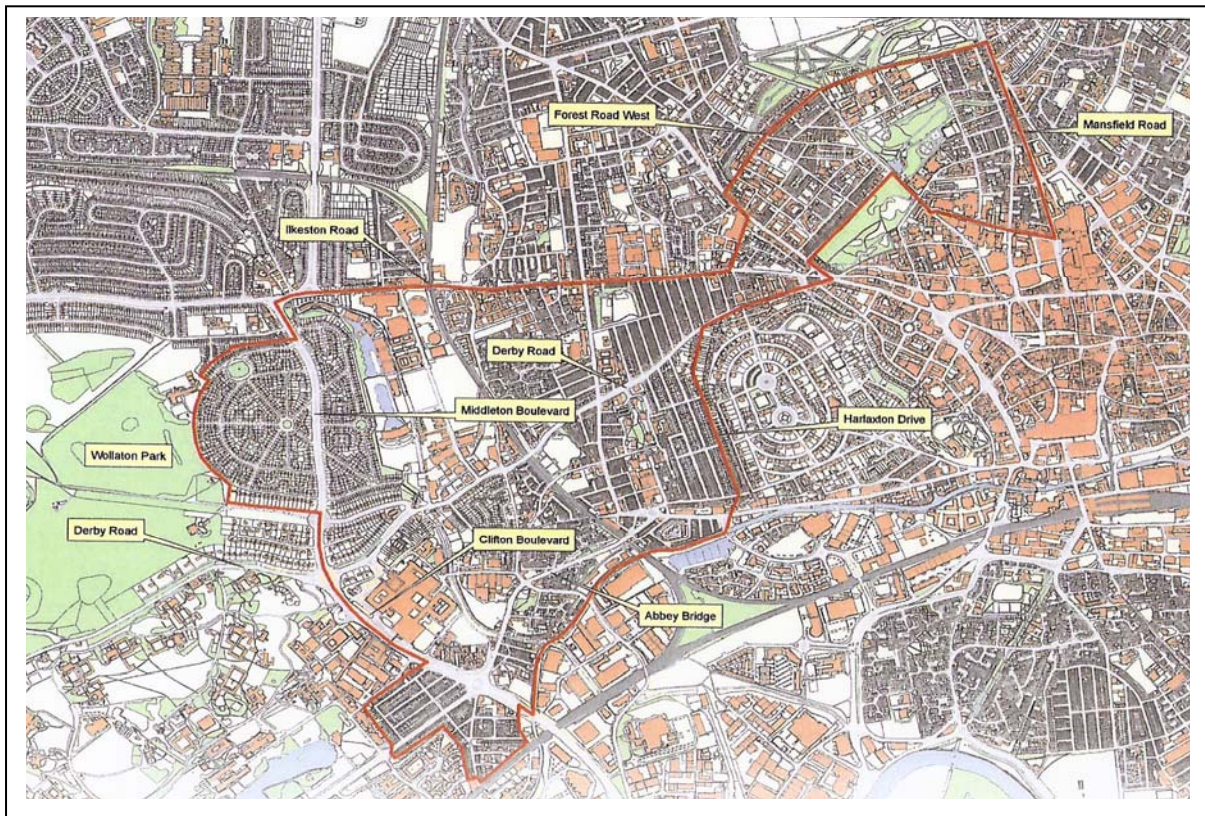 Forest Road West
Mansfield Road
Ilkeston Road
Derby Road
Middleton Boulevard
Harlaxton Drive
Wollaton Park
Derby Road
Clifton Boulevard
Abbey Bridge